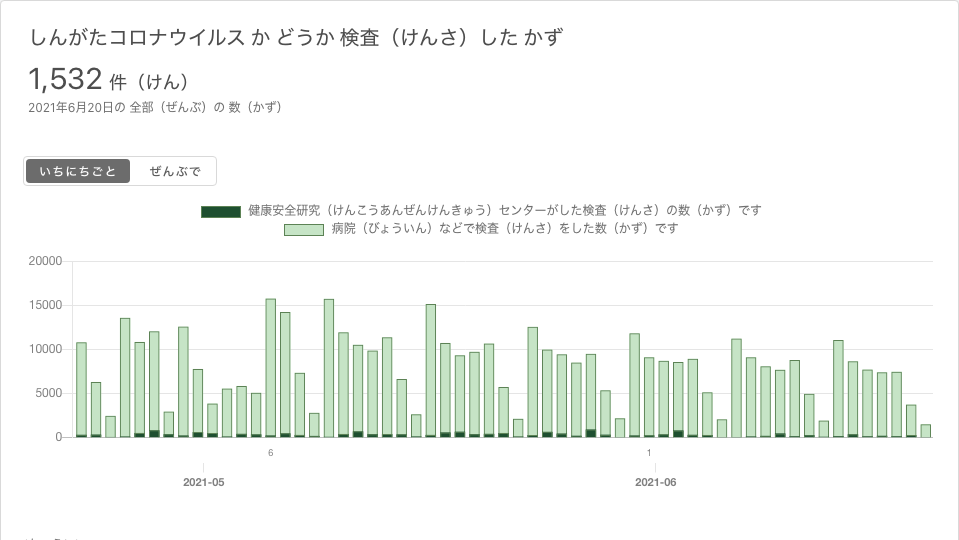 しんがたコロナウイルス か どうか 検査（けんさ）した かず
1,532 件（けん）
2021年6月20日の 全部（ぜんぶ）の 数（かず）
いちにちごと ぜんぶで
健康安全研究（けんこうあんぜんけんきゅう）センターがした検査（けんさ）の数（かず）です
病院（びょういん）などで検査（けんさ）をした数（かず）です
20000
15000
10000
5000
0
6 1
2021-05 2021-06